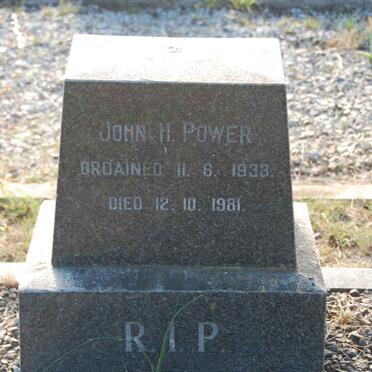 JOHN H. POWER
ORDAINED 11. 6. 1933.
DIED 12. 10. 1981.
R.I.P.